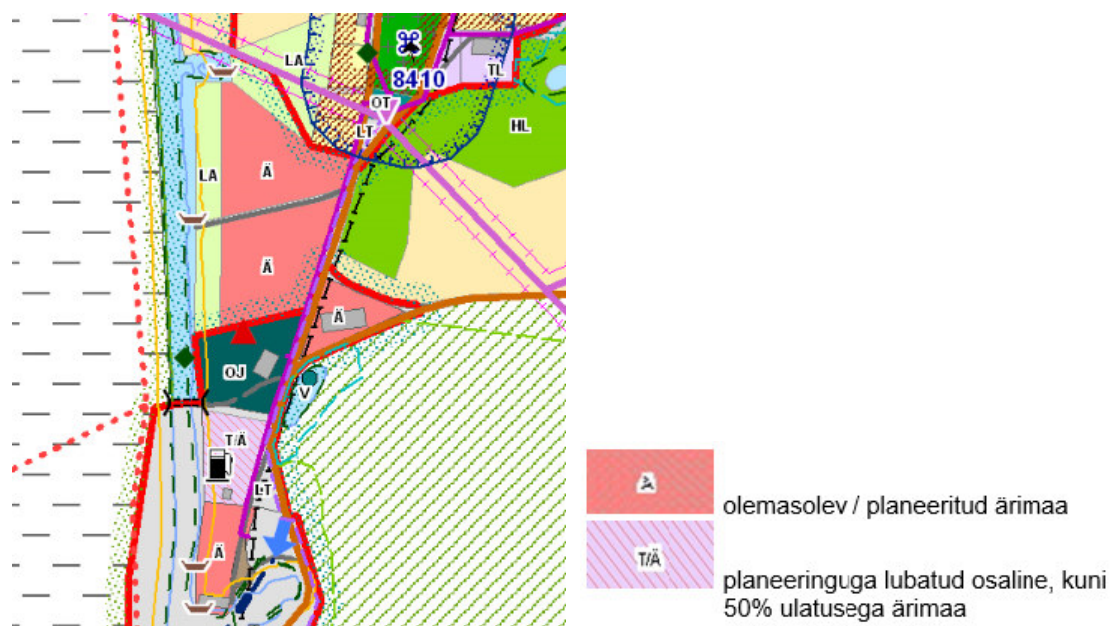 LA
8410
TL
OT
LT
HL
Ä
LA
Ä
Ä
OJ
V
T/Ä
LT
Ä
Ä
olemasolev / planeeritud ärimaa
T/Ä
planeeringuga lubatud osaline, kuni
50% ulatusega ärimaa